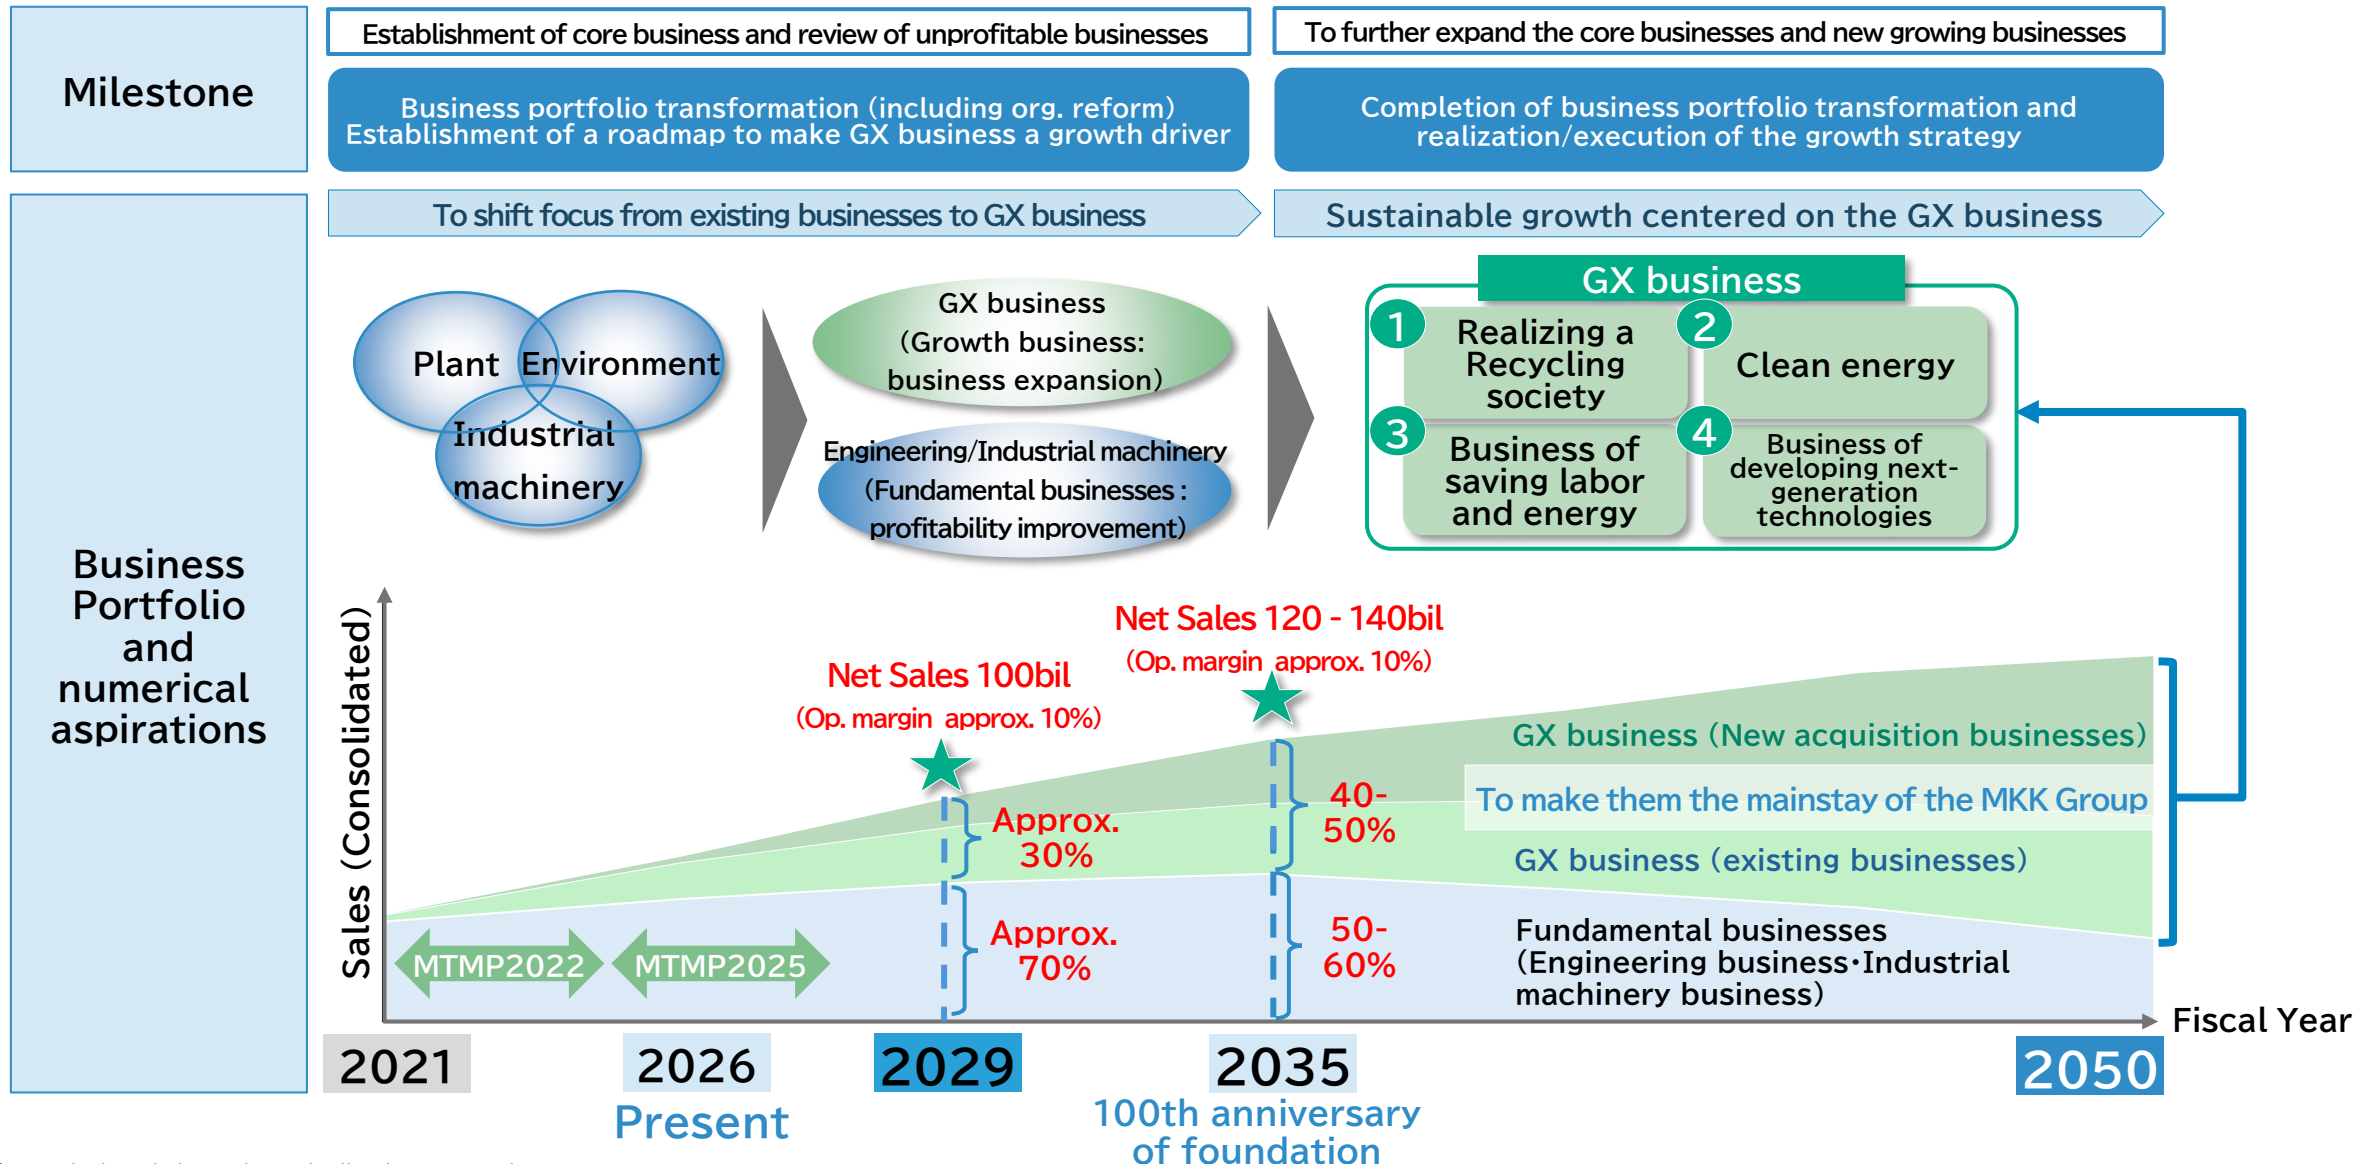 Milestone
Establishment of core business and review of unprofitable businesses
To further expand the core businesses and new growing businesses
Business portfolio transformation (including org. reform)
Establishment of a roadmap to make GX business a growth driver
Completion of business portfolio transformation and
realization/execution of the growth strategy
Business
Portfolio
and
numerical
aspirations
To shift focus from existing businesses to GX business
Sustainable growth centered on the GX business
Plant
Environment
Industrial
machinery
GX business
(Growth business:
business expansion)
Engineering/Industrial machinery
(Fundamental businesses :
profitability improvement)
GX business
1
Realizing a
Recycling
society
2
Clean energy
3
Business of
saving labor
and energy
4
Business of
developing next-
generation
technologies
Sales (Consolidated)
Net Sales 100bil
(Op. margin approx. 10%)
Net Sales 120 - 140bil
(Op. margin approx. 10%)
GX business (New acquisition businesses)
To make them the mainstay of the MKK Group
GX business (existing businesses)
Fundamental businesses
(Engineering business・Industrial
machinery business)
Approx.
30%
Approx.
70%
40-
50%
50-
60%
MTMP2022
MTMP2025
Fiscal Year
2021
2026
Present
2029
2035
100th anniversary
of foundation
2050